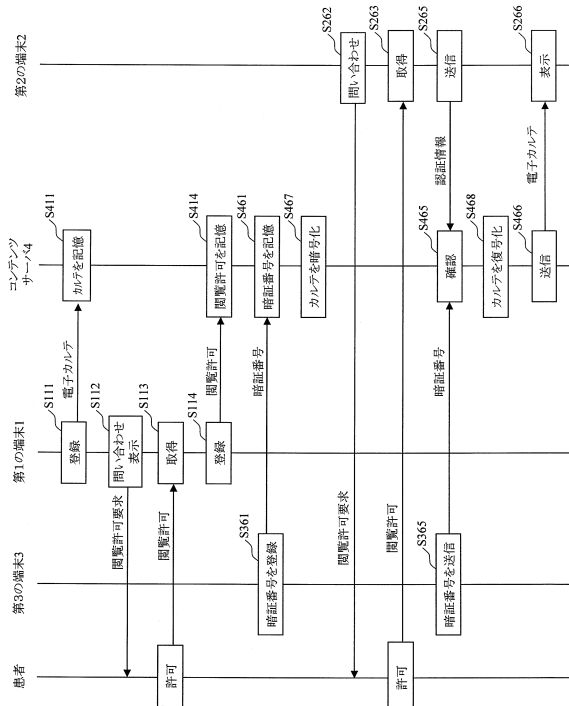 患者
第3の端末3
第1の端末1
コンテンツ
サーバ4
第2の端末2
S111
登録
電子カルテ
S411
カルテを記憶
S112
問い合わせ
表示
閲覧許可要求
S113
許可
閲覧許可
取得
S114
登録
閲覧許可
S414
閲覧許可を記憶
S361
暗証番号を登録
暗証番号
S461
暗証番号を記憶
S467
カルテを暗号化
S262
問い合わせ
閲覧許可要求
S263
許可
閲覧許可
取得
S365
暗証番号を送信
暗証番号
S465
確認
認証情報
S265
送信
S468
カルテを復号化
S466
送信
電子カルテ
S266
表示